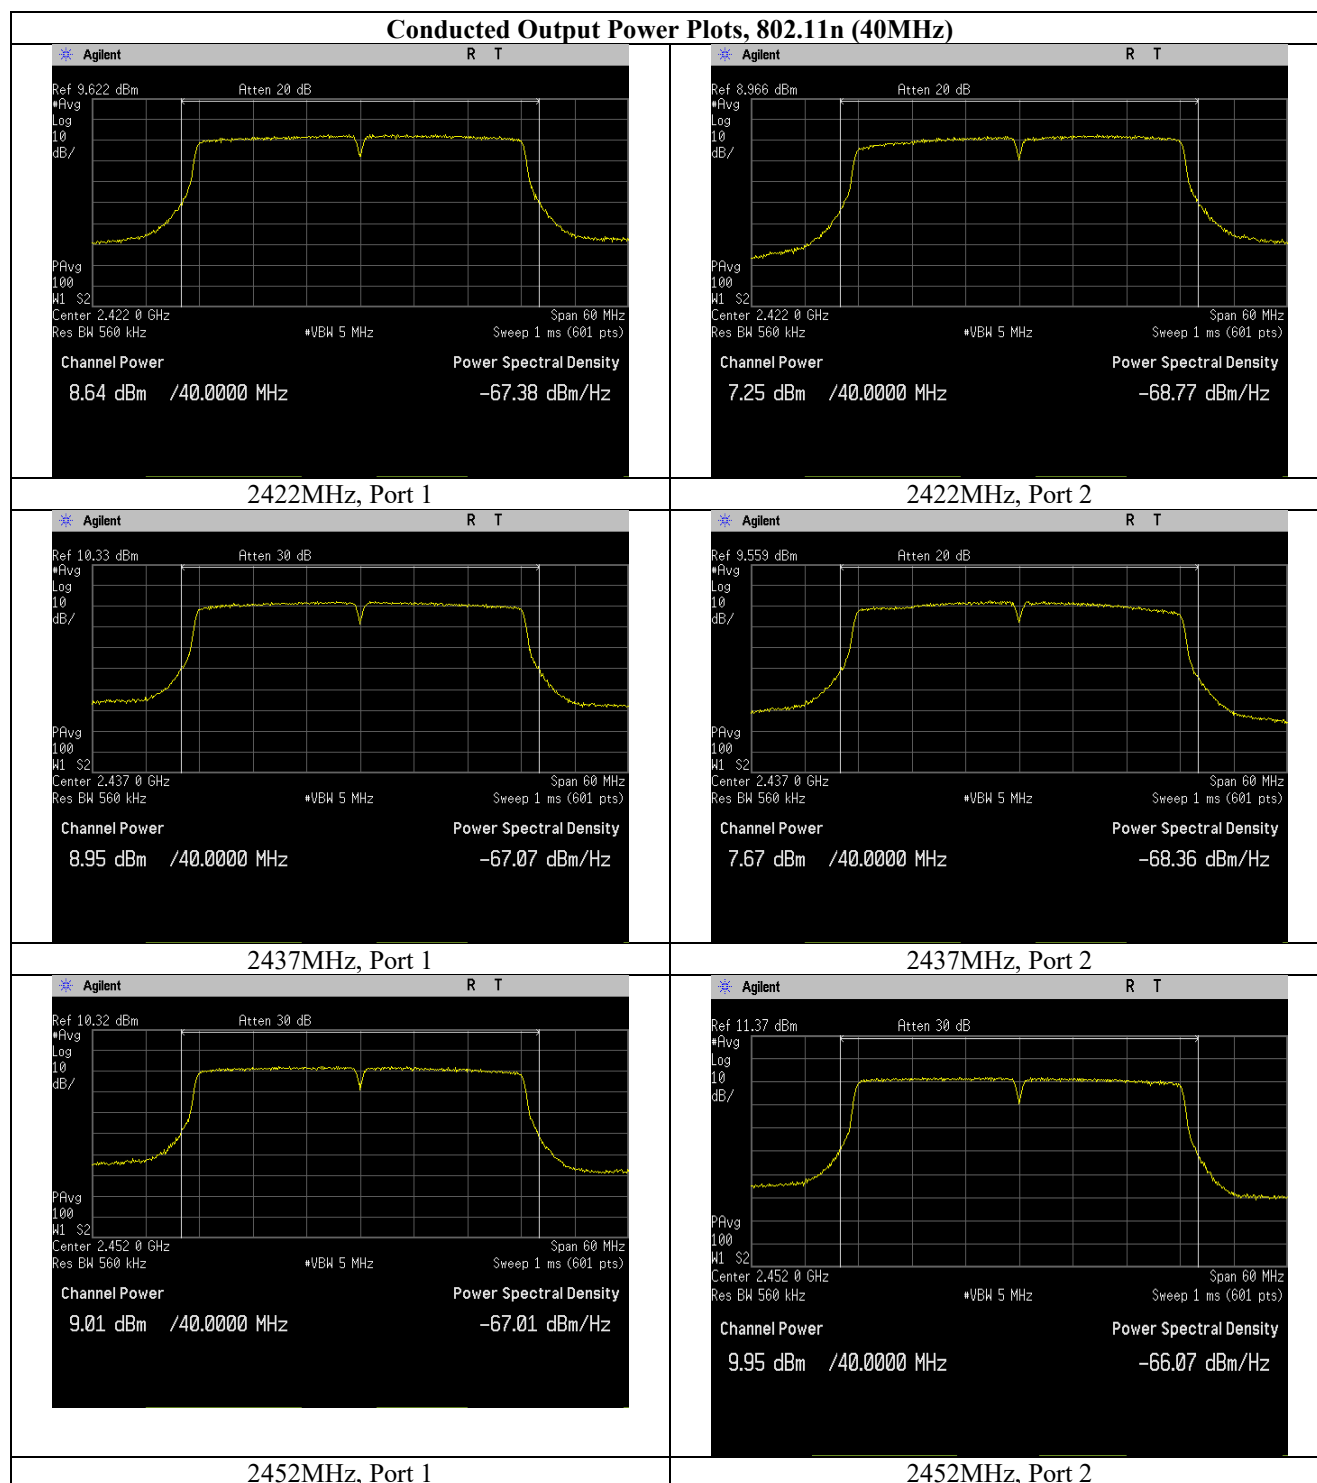 Conducted Output Power Plots, 802.11n (40MHz)
Agilent R T
Ref 9.622 dBm Atten 20 dB
#Avg
Log
10
dB/
PAvg
100
W1 S2
Center 2.422 0 GHz Span 60 MHz
Res BW 560 kHz #VBW 5 MHz Sweep 1 ms (601 pts)
Channel Power Power Spectral Density
8.64 dBm /40.0000 MHz -67.38 dBm/Hz
Agilent R T
Ref 8.966 dBm Atten 20 dB
#Avg
Log
10
dB/
PAvg
100
W1 S2
Center 2.422 0 GHz Span 60 MHz
Res BW 560 kHz #VBW 5 MHz Sweep 1 ms (601 pts)
Channel Power Power Spectral Density
7.25 dBm /40.0000 MHz -68.77 dBm/Hz
2422MHz, Port 1 2422MHz, Port 2
Agilent R T
Ref 10.33 dBm Atten 30 dB
#Avg
Log
10
dB/
PAvg
100
W1 S2
Center 2.437 0 GHz Span 60 MHz
Res BW 560 kHz #VBW 5 MHz Sweep 1 ms (601 pts)
Channel Power Power Spectral Density
8.95 dBm /40.0000 MHz -67.07 dBm/Hz
Agilent R T
Ref 9.559 dBm Atten 20 dB
#Avg
Log
10
dB/
PAvg
100
W1 S2
Center 2.437 0 GHz Span 60 MHz
Res BW 560 kHz #VBW 5 MHz Sweep 1 ms (601 pts)
Channel Power Power Spectral Density
7.67 dBm /40.0000 MHz -68.36 dBm/Hz
2437MHz, Port 1 2437MHz, Port 2
Agilent R T
Ref 10.32 dBm Atten 30 dB
#Avg
Log
10
dB/
PAvg
100
W1 S2
Center 2.452 0 GHz Span 60 MHz
Res BW 560 kHz #VBW 5 MHz Sweep 1 ms (601 pts)
Channel Power Power Spectral Density
9.01 dBm /40.0000 MHz -67.01 dBm/Hz
Agilent R T
Ref 11.37 dBm Atten 30 dB
#Avg
Log
10
dB/
PAvg
100
W1 S2
Center 2.452 0 GHz Span 60 MHz
Res BW 560 kHz #VBW 5 MHz Sweep 1 ms (601 pts)
Channel Power Power Spectral Density
9.95 dBm /40.0000 MHz -66.07 dBm/Hz
2452MHz, Port 1 2452MHz, Port 2